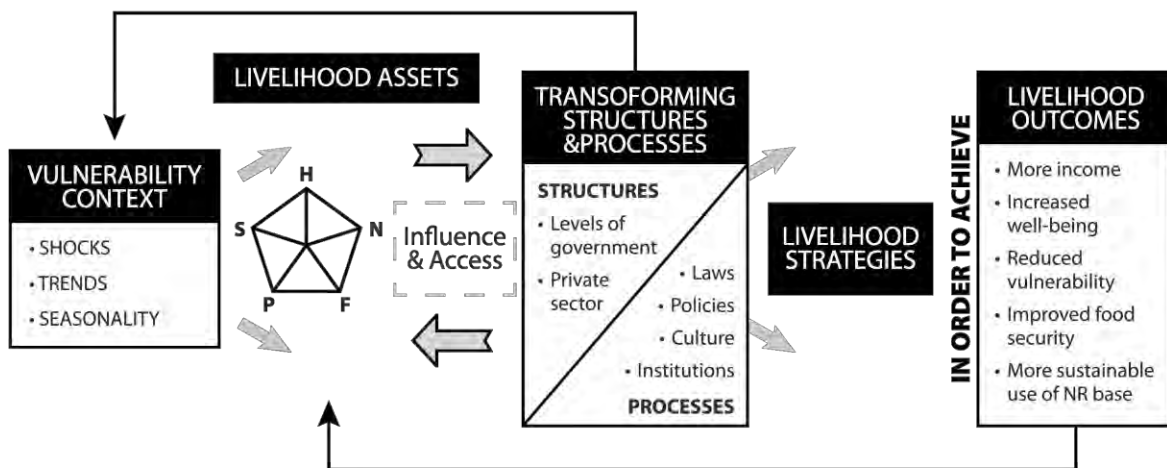 LIVELIHOOD ASSETS
VULNERABILITY
CONTEXT
• SHOCKS
• TRENDS
• SEASONALITY
H
S
N
P
F
Influence
& Access
TRANSOFORMING
STRUCTURES
&PROCESSES
STRUCTURES
• Levels of
government
• Private
sector
• Laws
• Policies
• Culture
• Institutions
PROCESSES
LIVELIHOOD
STRATEGIES
IN ORDER TO ACHIEVE
LIVELIHOOD
OUTCOMES
• More income
• Increased
well-being
• Reduced
vulnerability
• Improved food
security
• More sustainable
use of NR base